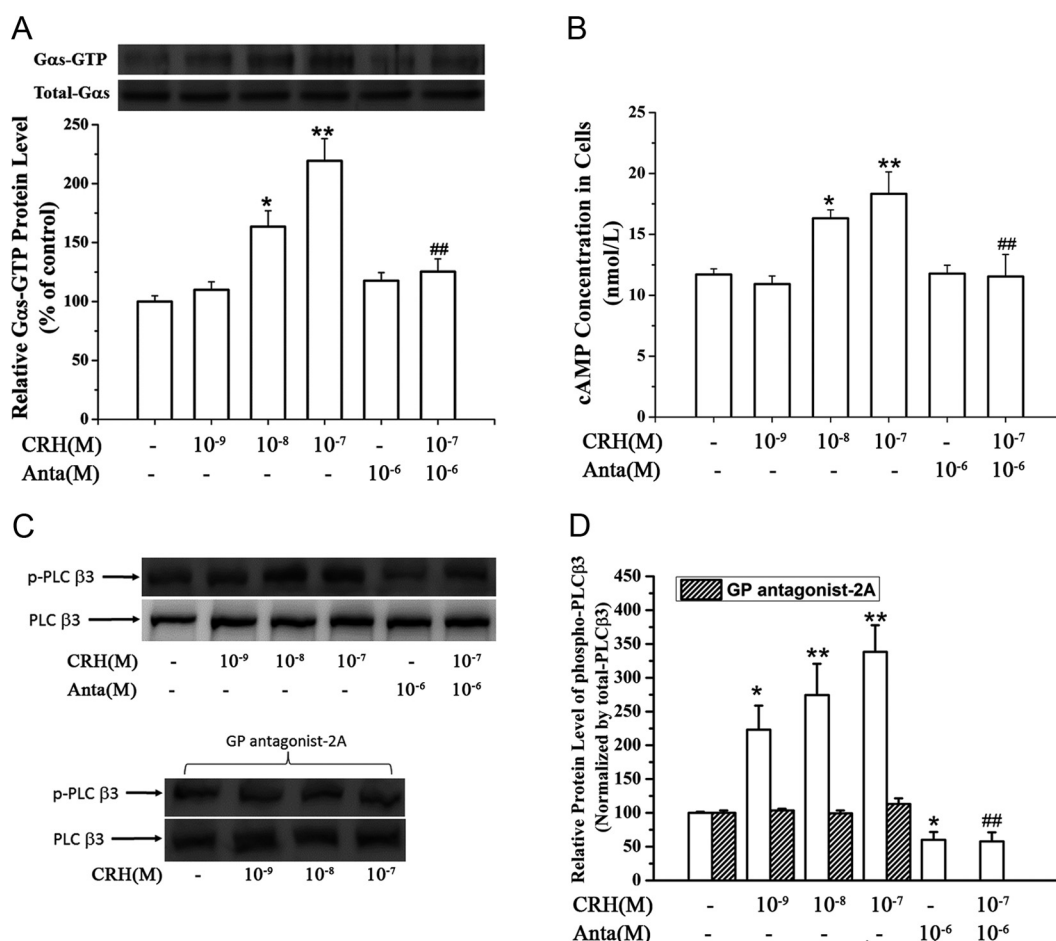 A
Gαs-GTP
Total-Gαs
Relative Gαs-GTP Protein Level
(% of control)
250
200
150
100
50
0
**
*
##
CRH(M) - 10⁻⁹ 10⁻⁸ 10⁻⁷ - 10⁻⁷
Anta(M) - - - - 10⁻⁶ 10⁻⁶
B
cAMP Concentration in Cells
(nmol/L)
25
20
15
10
5
0
**
*
##
CRH(M) - 10⁻⁹ 10⁻⁸ 10⁻⁷ - 10⁻⁷
Anta(M) - - - - 10⁻⁶ 10⁻⁶
C
p-PLC β3
PLC β3
CRH(M) - 10⁻⁹ 10⁻⁸ 10⁻⁷ - 10⁻⁷
Anta(M) - - - - 10⁻⁶ 10⁻⁶
GP antagonist-2A
p-PLC β3
PLC β3
CRH(M) - 10⁻⁹ 10⁻⁸ 10⁻⁷
D
Relative Protein Level of phospho-PLCβ3
(Normalized by total-PLCβ3)
450
400
350
300
250
200
150
100
50
0
GP antagonist-2A
**
**
*
*
##
CRH(M) - 10⁻⁹ 10⁻⁸ 10⁻⁷ - 10⁻⁷
Anta(M) - - - - 10⁻⁶ 10⁻⁶